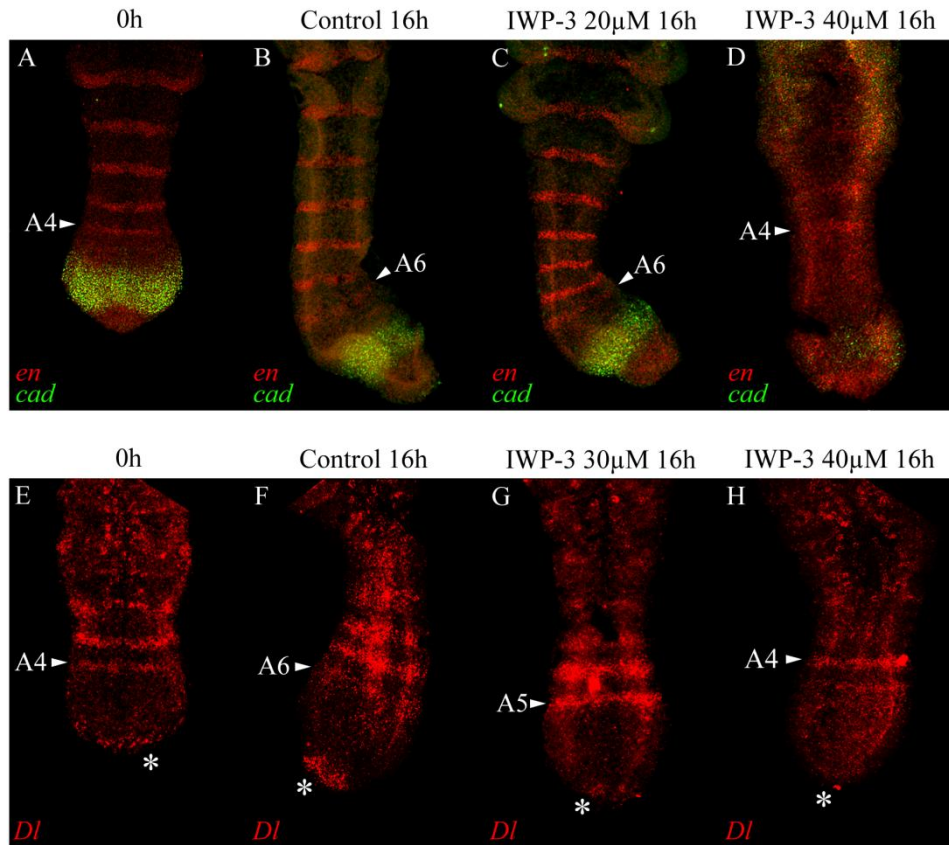 0h Control 16h IWP-3 20µM 16h IWP-3 40µM 16h
A B C D
A4 A6 A6 A4
en en en en
cad cad cad cad
0h Control 16h IWP-3 30µM 16h IWP-3 40µM 16h
E F G H
A4 A6 A5 A4
* * * *
Dl Dl Dl Dl